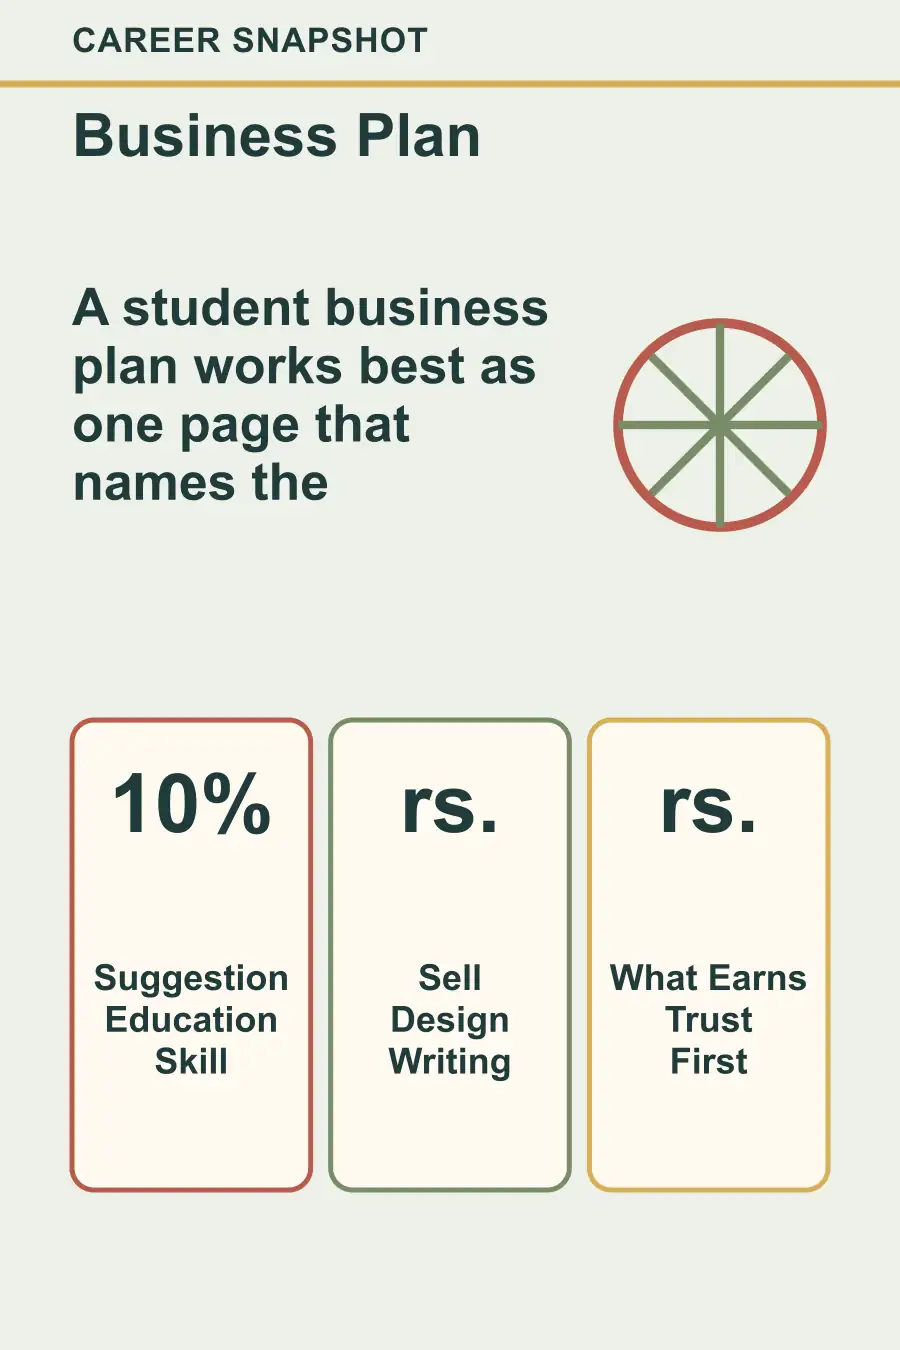 CAREER SNAPSHOT
Business Plan
A student business
plan works best as
one page that
names the
10%
Suggestion
Education
Skill
rs.
Sell
Design
Writing
rs.
What Earns
Trust
First